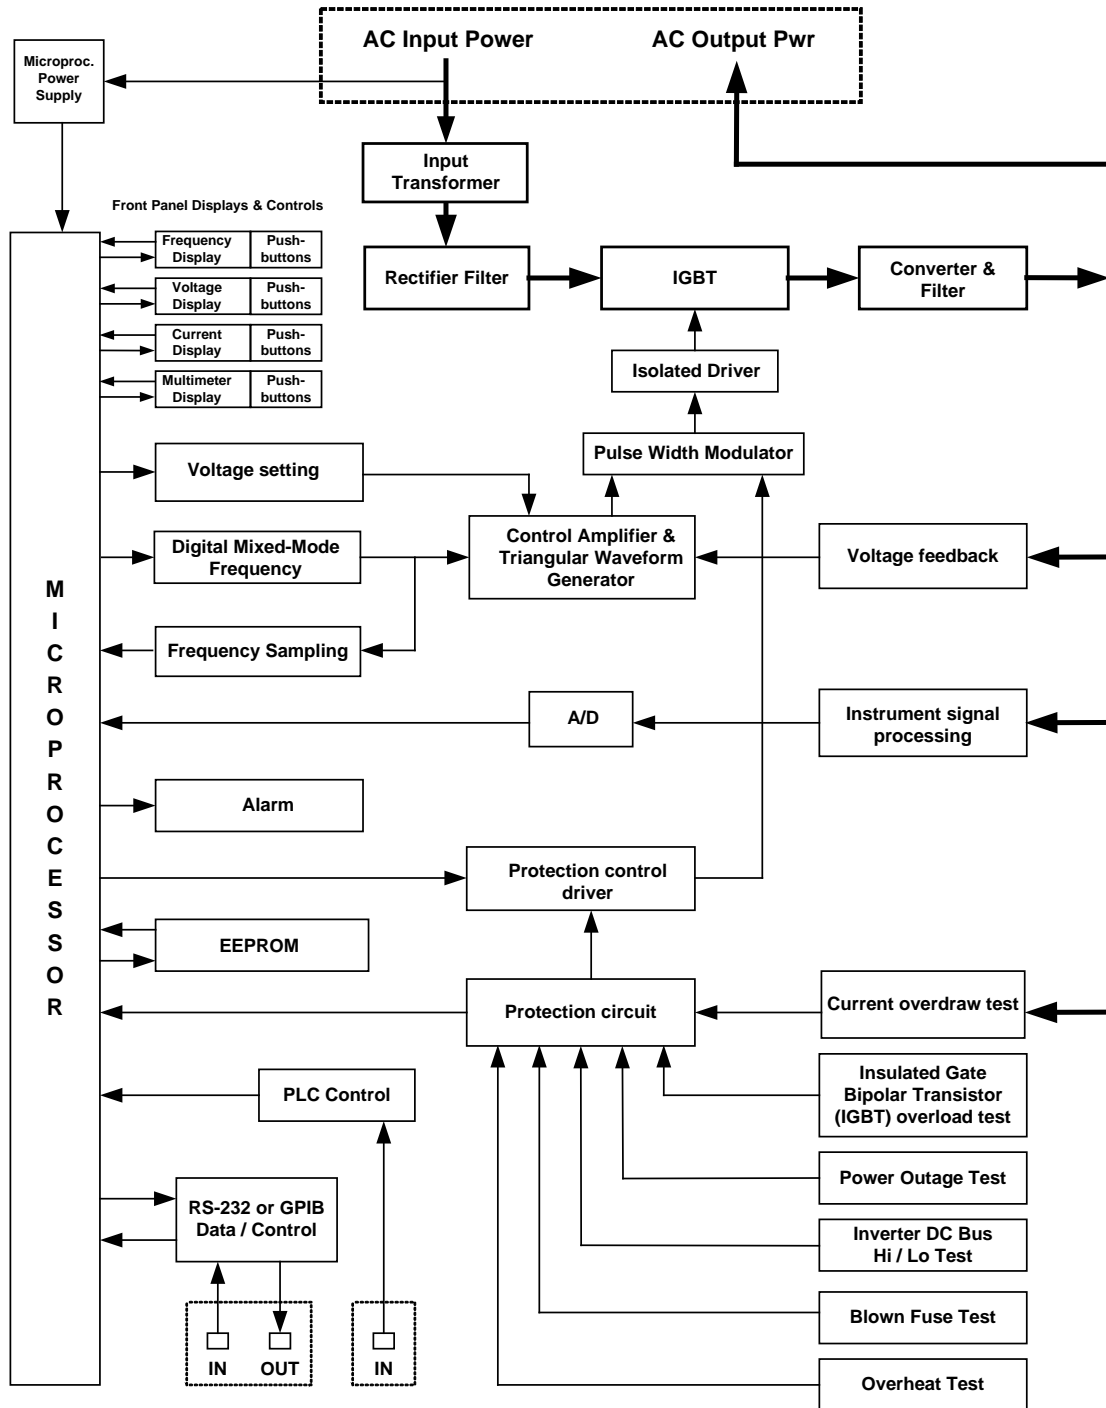 AC Input Power
AC Output Pwr
Microproc.
Power
Supply
Input
Transformer
Front Panel Displays & Controls
Frequency
Display
Push-
buttons
Voltage
Display
Push-
buttons
Current
Display
Push-
buttons
Multimeter
Display
Push-
buttons
Rectifier Filter
IGBT
Converter &
Filter
Isolated Driver
Pulse Width Modulator
Voltage setting
Digital Mixed-Mode
Frequency
Control Amplifier &
Triangular Waveform
Generator
Voltage feedback
Frequency Sampling
MICROPROCESSOR
A/D
Instrument signal
processing
Alarm
Protection control
driver
EEPROM
Protection circuit
Current overdraw test
PLC Control
Insulated Gate
Bipolar Transistor
(IGBT) overload test
Power Outage Test
RS-232 or GPIB
Data / Control
Inverter DC Bus
Hi / Lo Test
Blown Fuse Test
IN
OUT
IN
Overheat Test